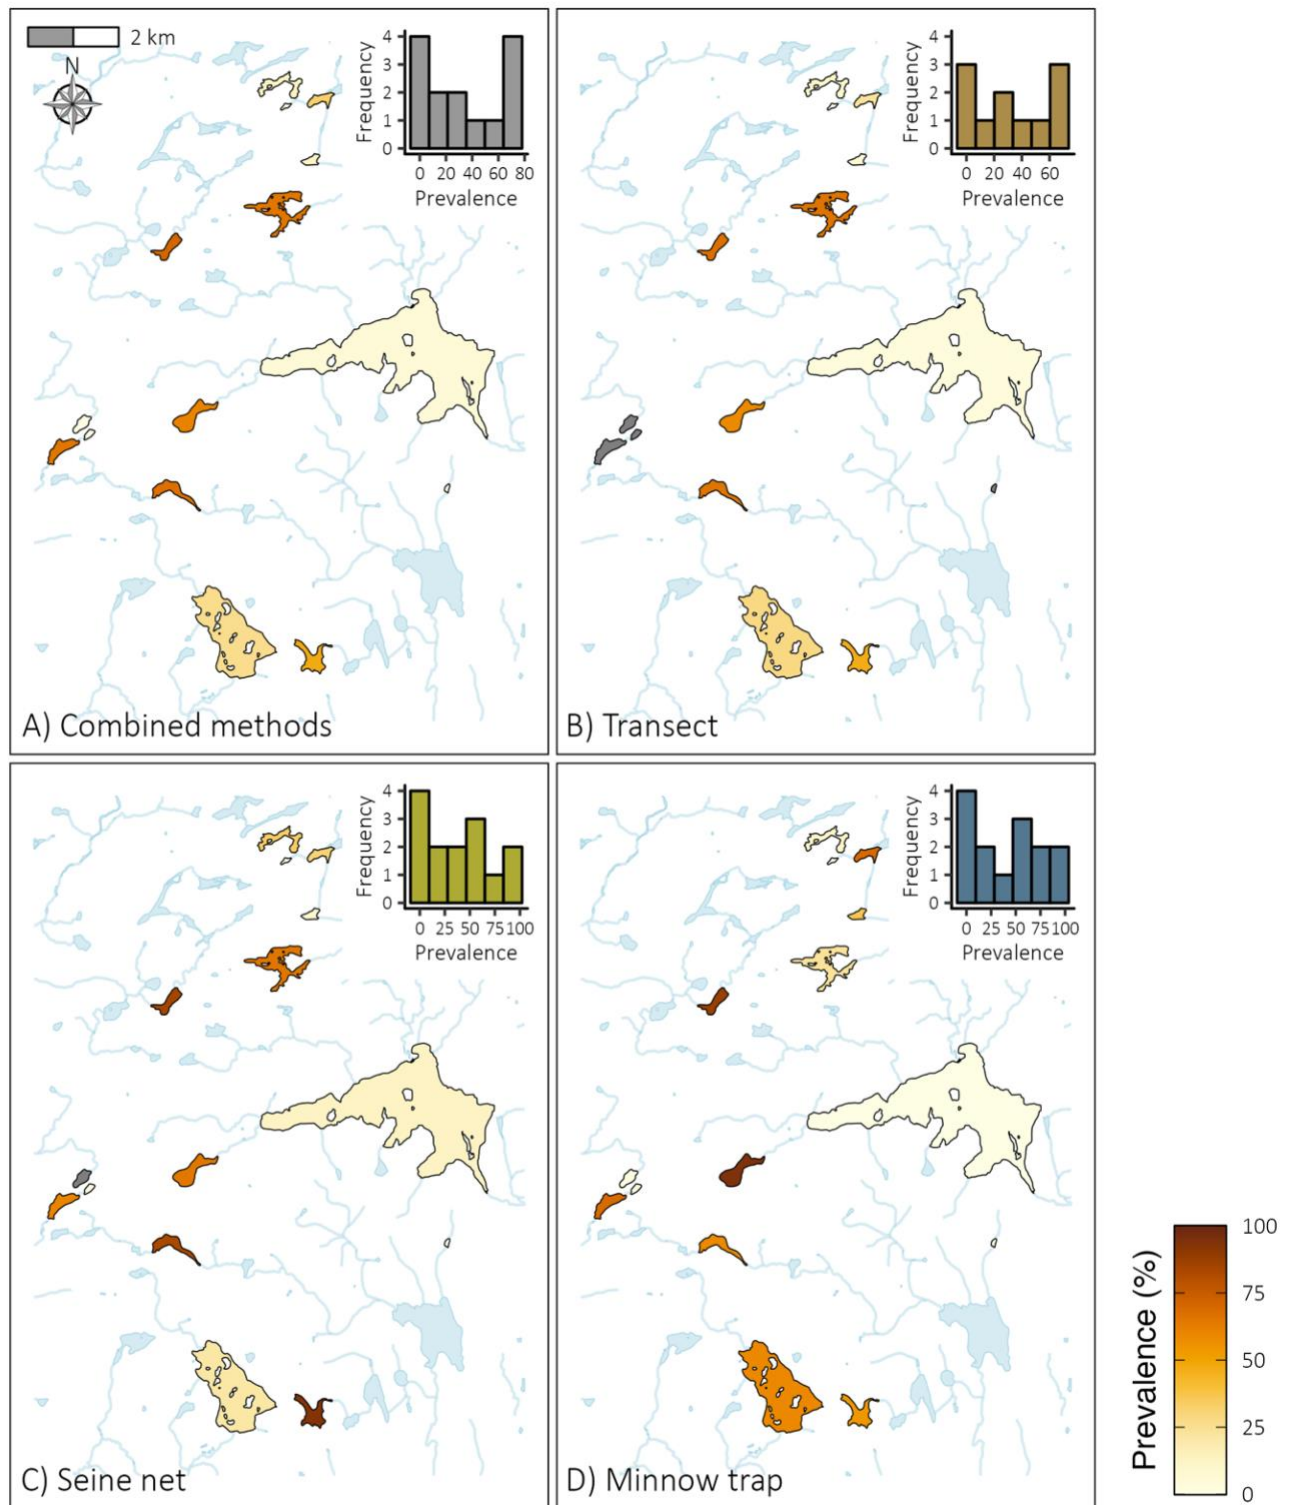 2 km
N
Frequency
4
3
2
1
0
0 20 40 60 80
Prevalence
A) Combined methods
Frequency
4
3
2
1
0
0 20 40 60
Prevalence
B) Transect
Frequency
4
3
2
1
0
0 25 50 75 100
Prevalence
C) Seine net
Frequency
4
3
2
1
0
0 25 50 75 100
Prevalence
D) Minnow trap
Prevalence (%)
100
75
50
25
0